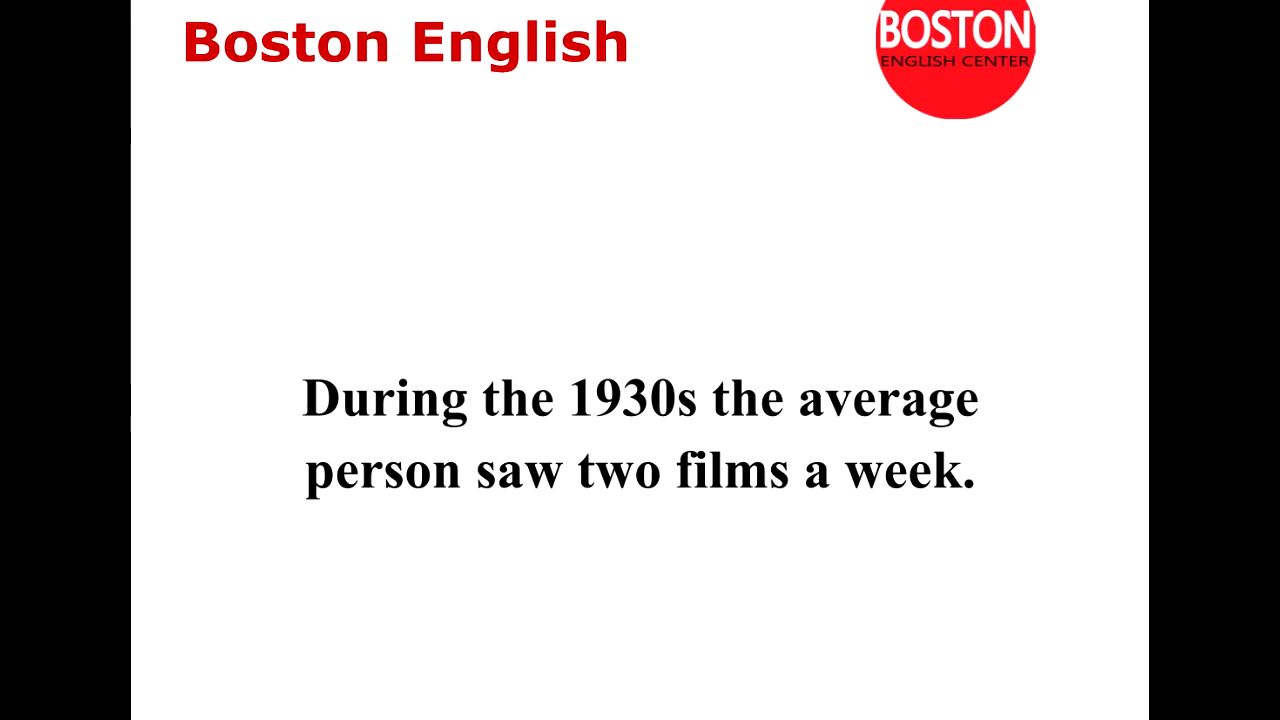 Boston English
BOSTON
ENGLISH CENTER
During the 1930s the average
person saw two films a week.